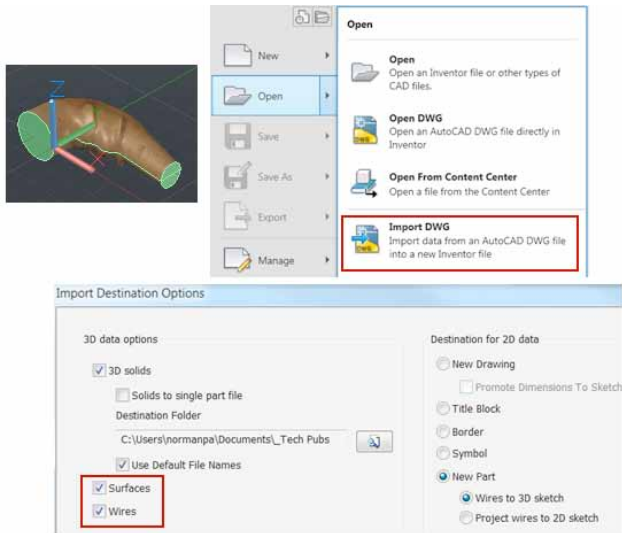 Z
X
Open
New
Open
Open an Inventor file or other types of
CAD files.
Open
Open DWG
Open an AutoCAD DWG file directly in
Inventor
Save
Save As
Open From Content Center
Open a file from the Content Center
Export
Import DWG
Import data from an AutoCAD DWG file
into a new Inventor file
Manage
Import Destination Options
3D data options
3D solids
Solids to single part file
Destination Folder
C:\Users\normanpa\Documents\_Tech Pubs
Use Default File Names
Surfaces
Wires
Destination for 2D data
New Drawing
Promote Dimensions To Sketch
Title Block
Border
Symbol
New Part
Wires to 3D sketch
Project wires to 2D sketch